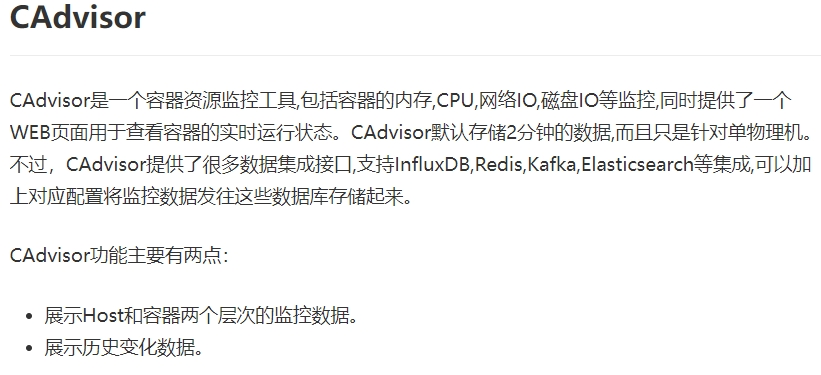 CAdvisor
CAdvisor是一个容器资源监控工具,包括容器的内存,CPU,网络IO,磁盘IO等监控,同时提供了一个
WEB页面用于查看容器的实时运行状态。CAdvisor默认存储2分钟的数据,而且只是针对单物理机。
不过，CAdvisor提供了很多数据集成接口,支持InfluxDB,Redis,Kafka,Elasticsearch等集成,可以加
上对应配置将监控数据发往这些数据库存储起来。
CAdvisor功能主要有两点：
• 展示Host和容器两个层次的监控数据。
• 展示历史变化数据。